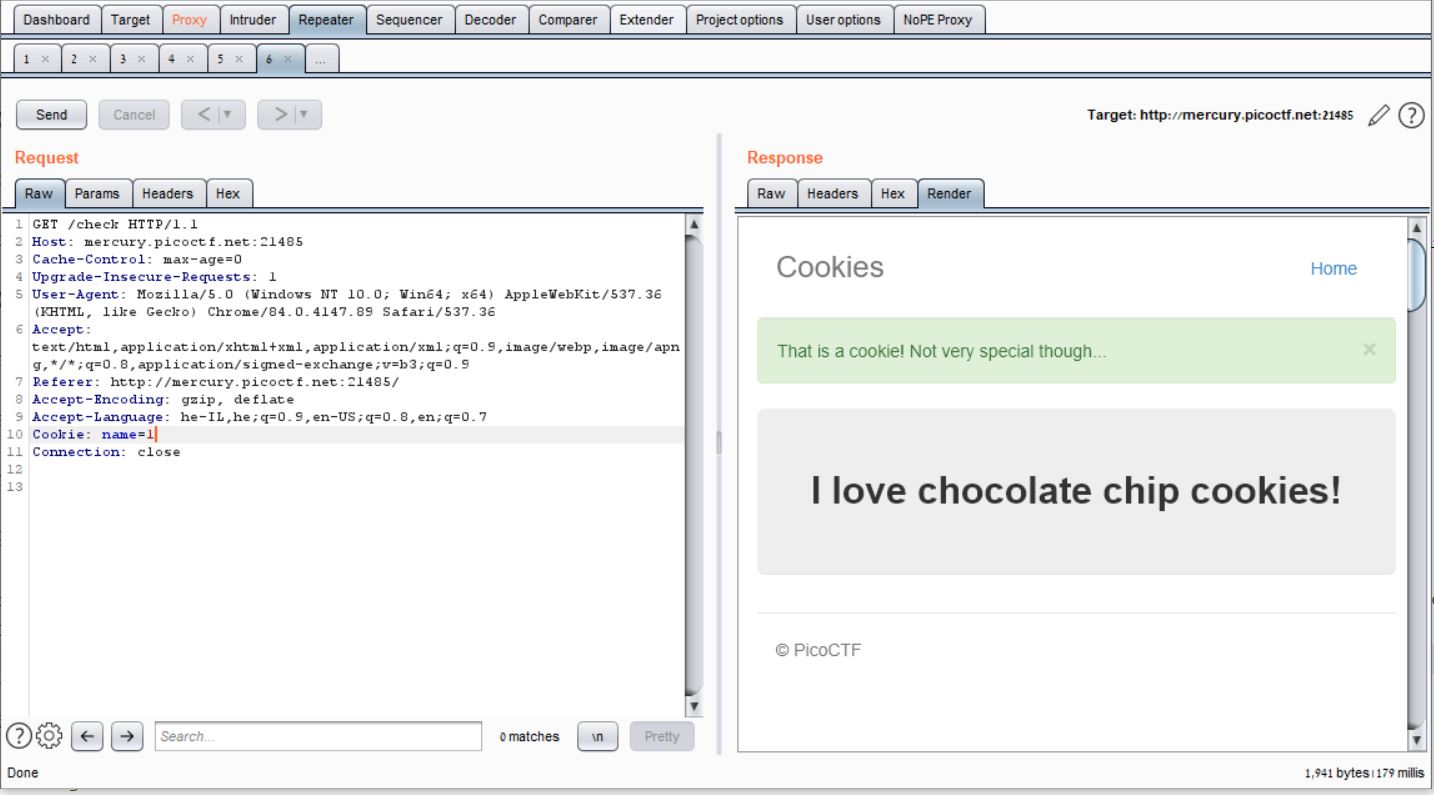 Dashboard Target Proxy Intruder Repeater Sequencer Decoder Comparer Extender Project options User options NoPE Proxy
1 × 2 × 3 × 4 × 5 × 6 × ...
Send Cancel < > Target: http://mercury.picoctf.net:21485 ?
Request
Raw Params Headers Hex
1 GET /check HTTP/1.1
2 Host: mercury.picoctf.net:21485
3 Cache-Control: max-age=0
4 Upgrade-Insecure-Requests: 1
5 User-Agent: Mozilla/5.0 (Windows NT 10.0; Win64; x64) AppleWebKit/537.36
(KHTML, like Gecko) Chrome/84.0.4147.89 Safari/537.36
6 Accept:
text/html,application/xhtml+xml,application/xml;q=0.9,image/webp,image/apn
g,*/*;q=0.8,application/signed-exchange;v=b3;q=0.9
7 Referer: http://mercury.picoctf.net:21485/
8 Accept-Encoding: gzip, deflate
9 Accept-Language: he-IL,he;q=0.9,en-US;q=0.8,en;q=0.7
10 Cookie: name=1
11 Connection: close
12
13
? Search... 0 matches \n Pretty
Response
Raw Headers Hex Render
Cookies Home
That is a cookie! Not very special though... ×
I love chocolate chip cookies!
© PicoCTF
Done 1,941 bytes | 179 millis